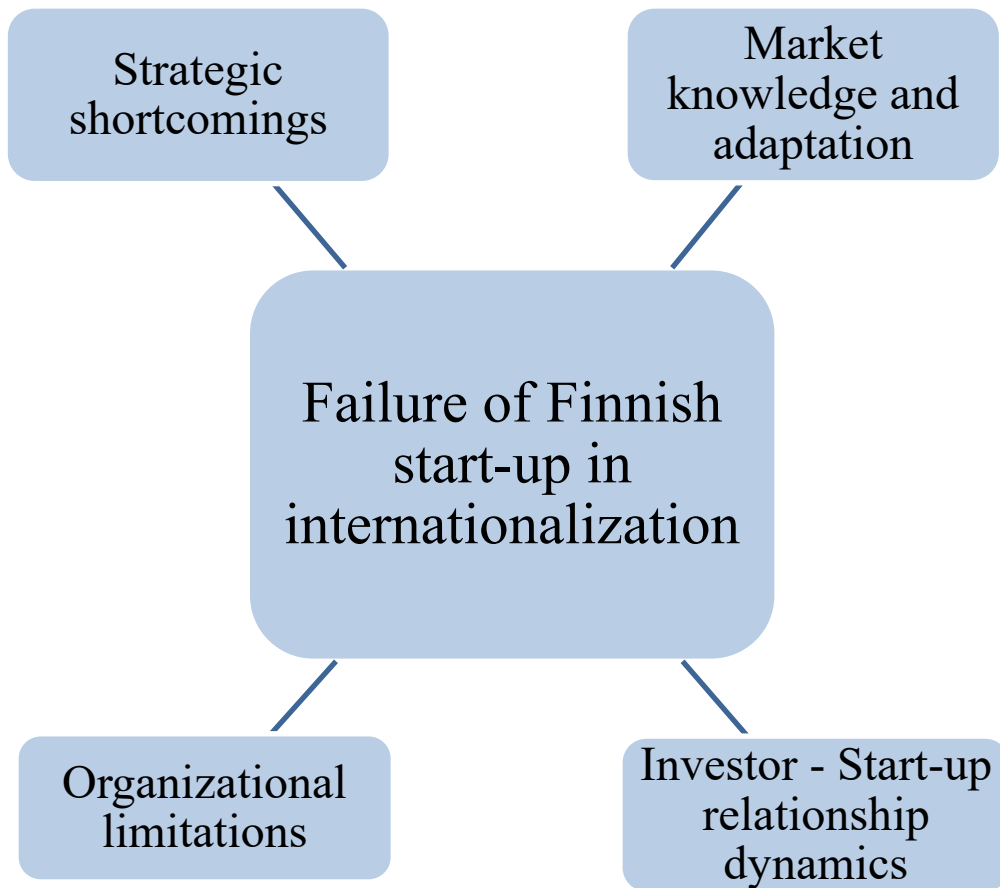 Strategic
shortcomings
Market
knowledge and
adaptation
Failure of Finnish
start-up in
internationalization
Organizational
limitations
Investor - Start-up
relationship
dynamics